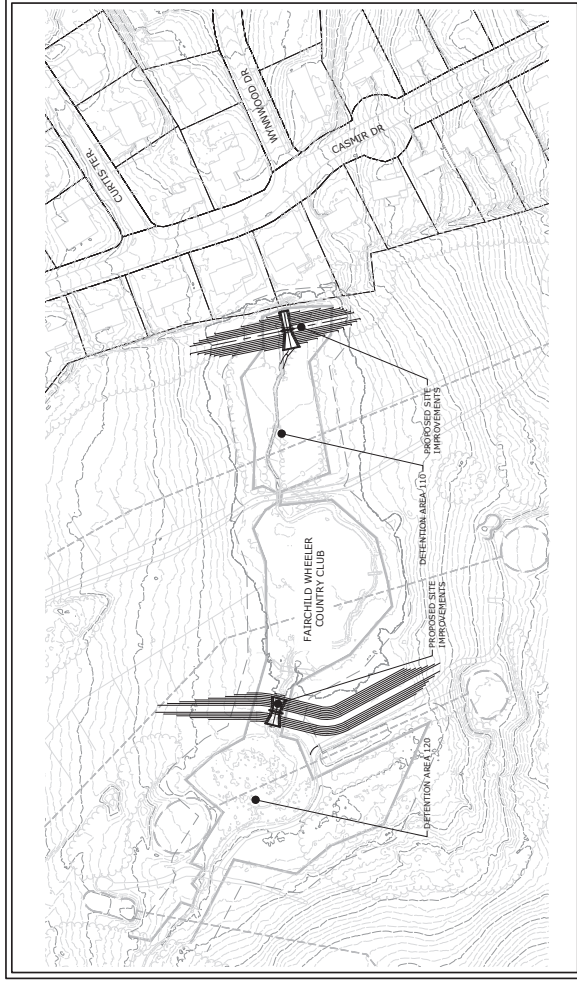 CURTIS TER.
WYNNWOOD DR
CASMIR DR
PROPOSED SITE
IMPROVEMENTS
DETENTION AREA 110
FAIRCHILD WHEELER
COUNTRY CLUB
PROPOSED SITE
IMPROVEMENTS
DETENTION AREA 120